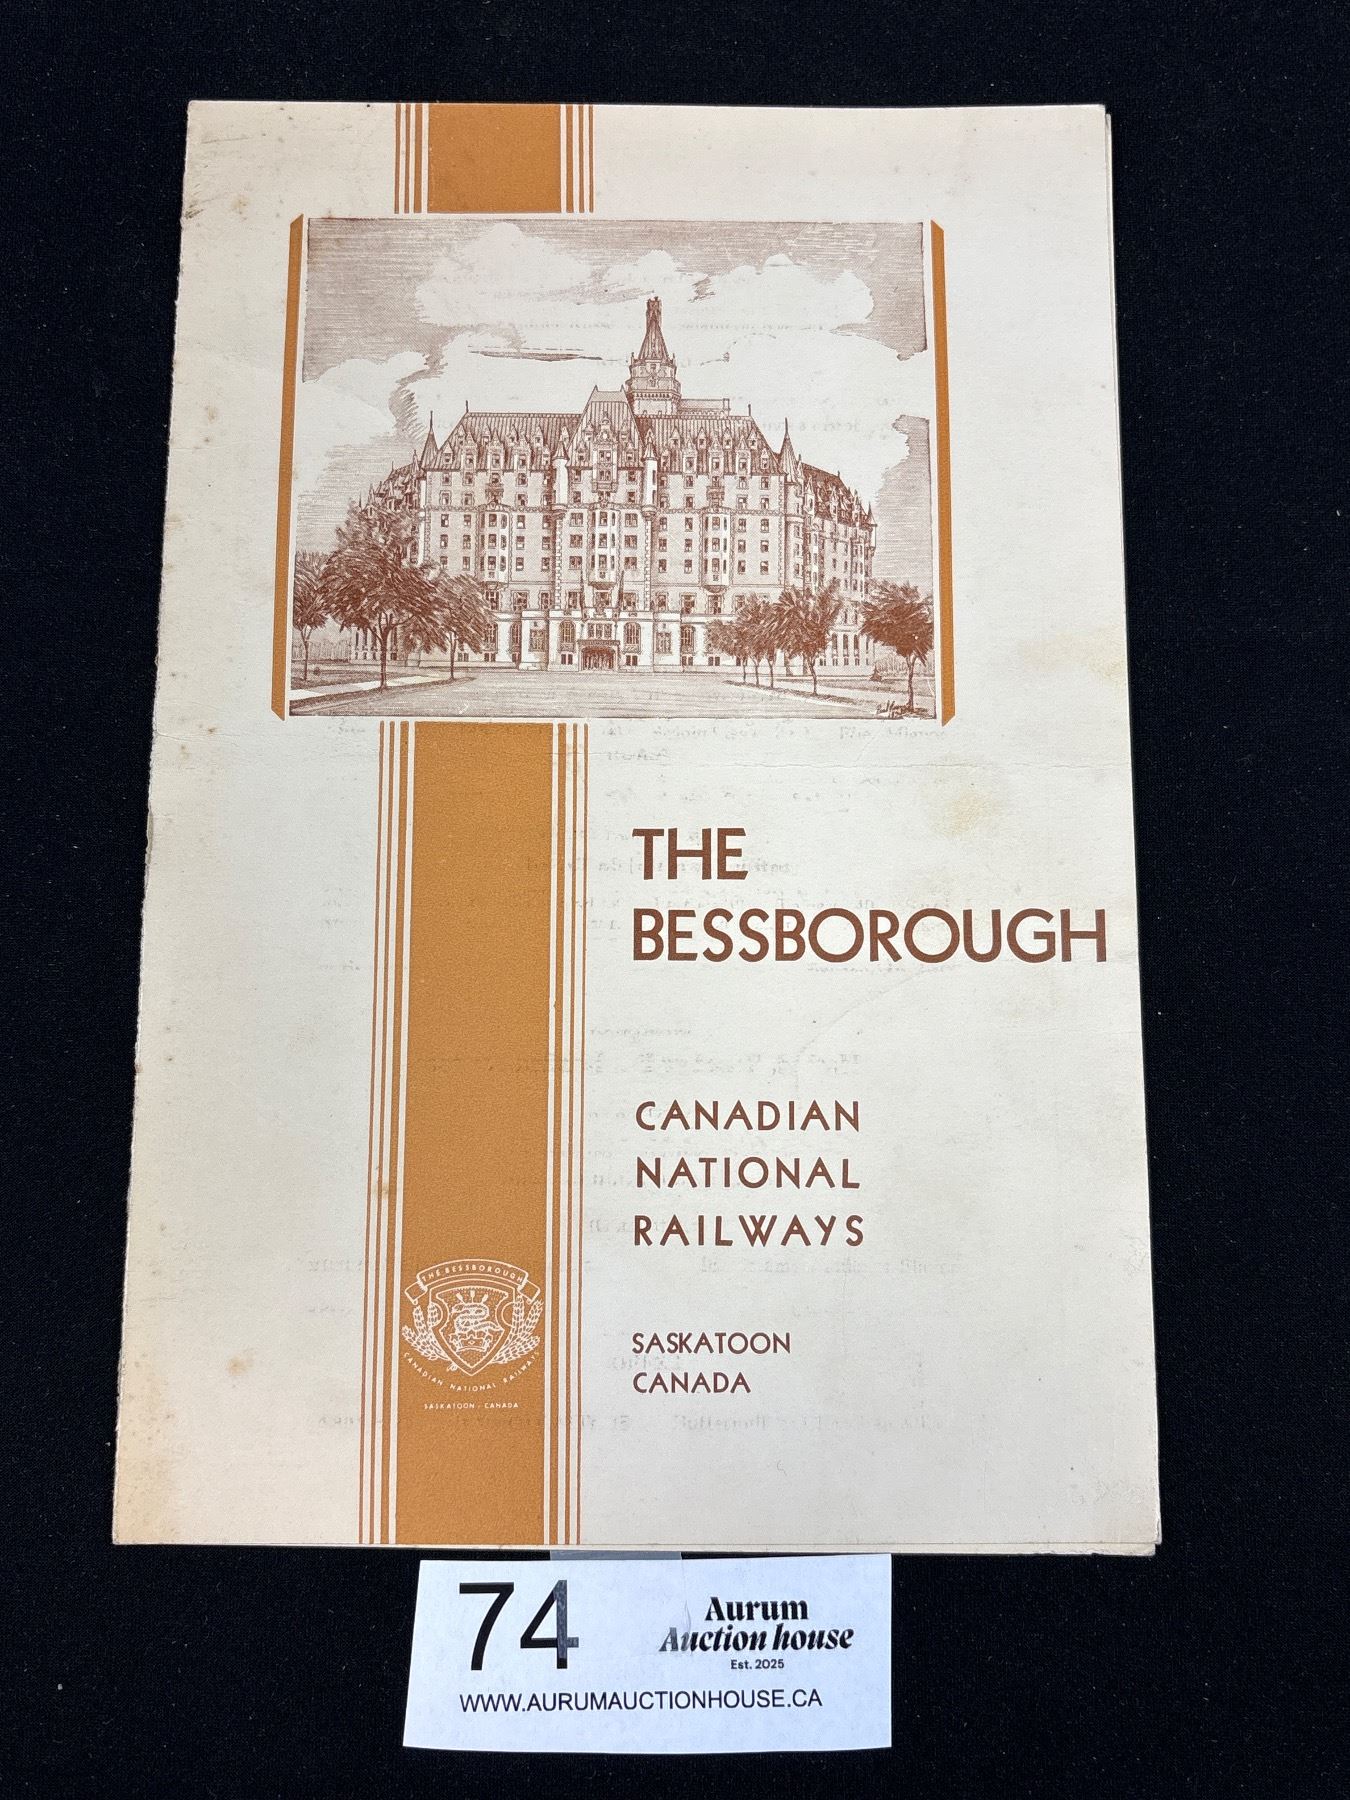 THE
BESSBOROUGH
CANADIAN
NATIONAL
RAILWAYS
THE BESSBOROUGH
CANADIAN NATIONAL RAILWAYS
SASKATOON - CANADA
SASKATOON
CANADA
74
Aurum
Auction house
Est. 2025
WWW.AURUMAUCTIONHOUSE.CA